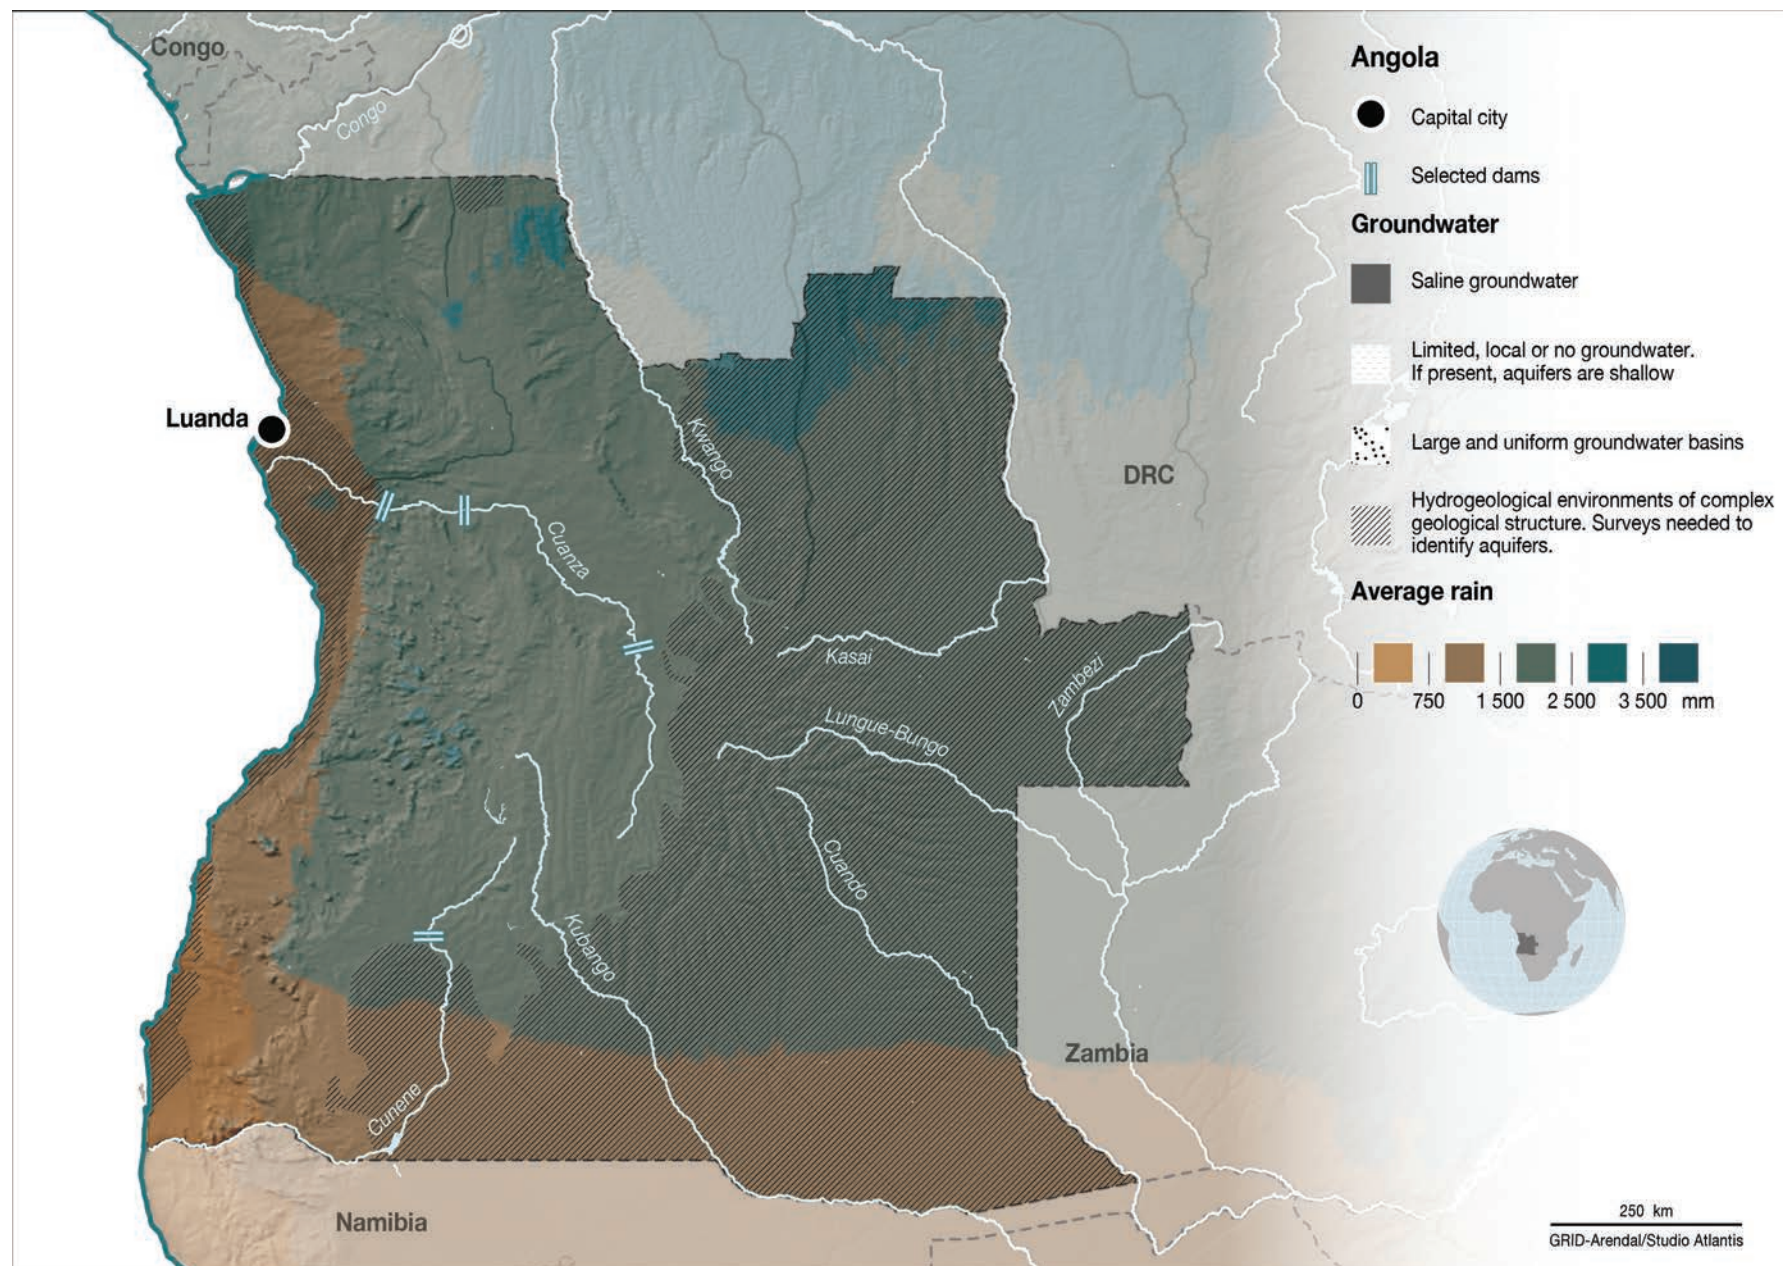 Congo
Congo
Luanda
Kwango
DRC
Cuanza
Kasai
Zambezi
Lungue-Bungo
Cuando
Kubango
Zambia
Cunene
Namibia
Angola
Capital city
Selected dams
Groundwater
Saline groundwater
Limited, local or no groundwater.
If present, aquifers are shallow
Large and uniform groundwater basins
Hydrogeological environments of complex
geological structure. Surveys needed to
identify aquifers.
Average rain
0 750 1 500 2 500 3 500 mm
250 km
GRID-Arendal/Studio Atlantis